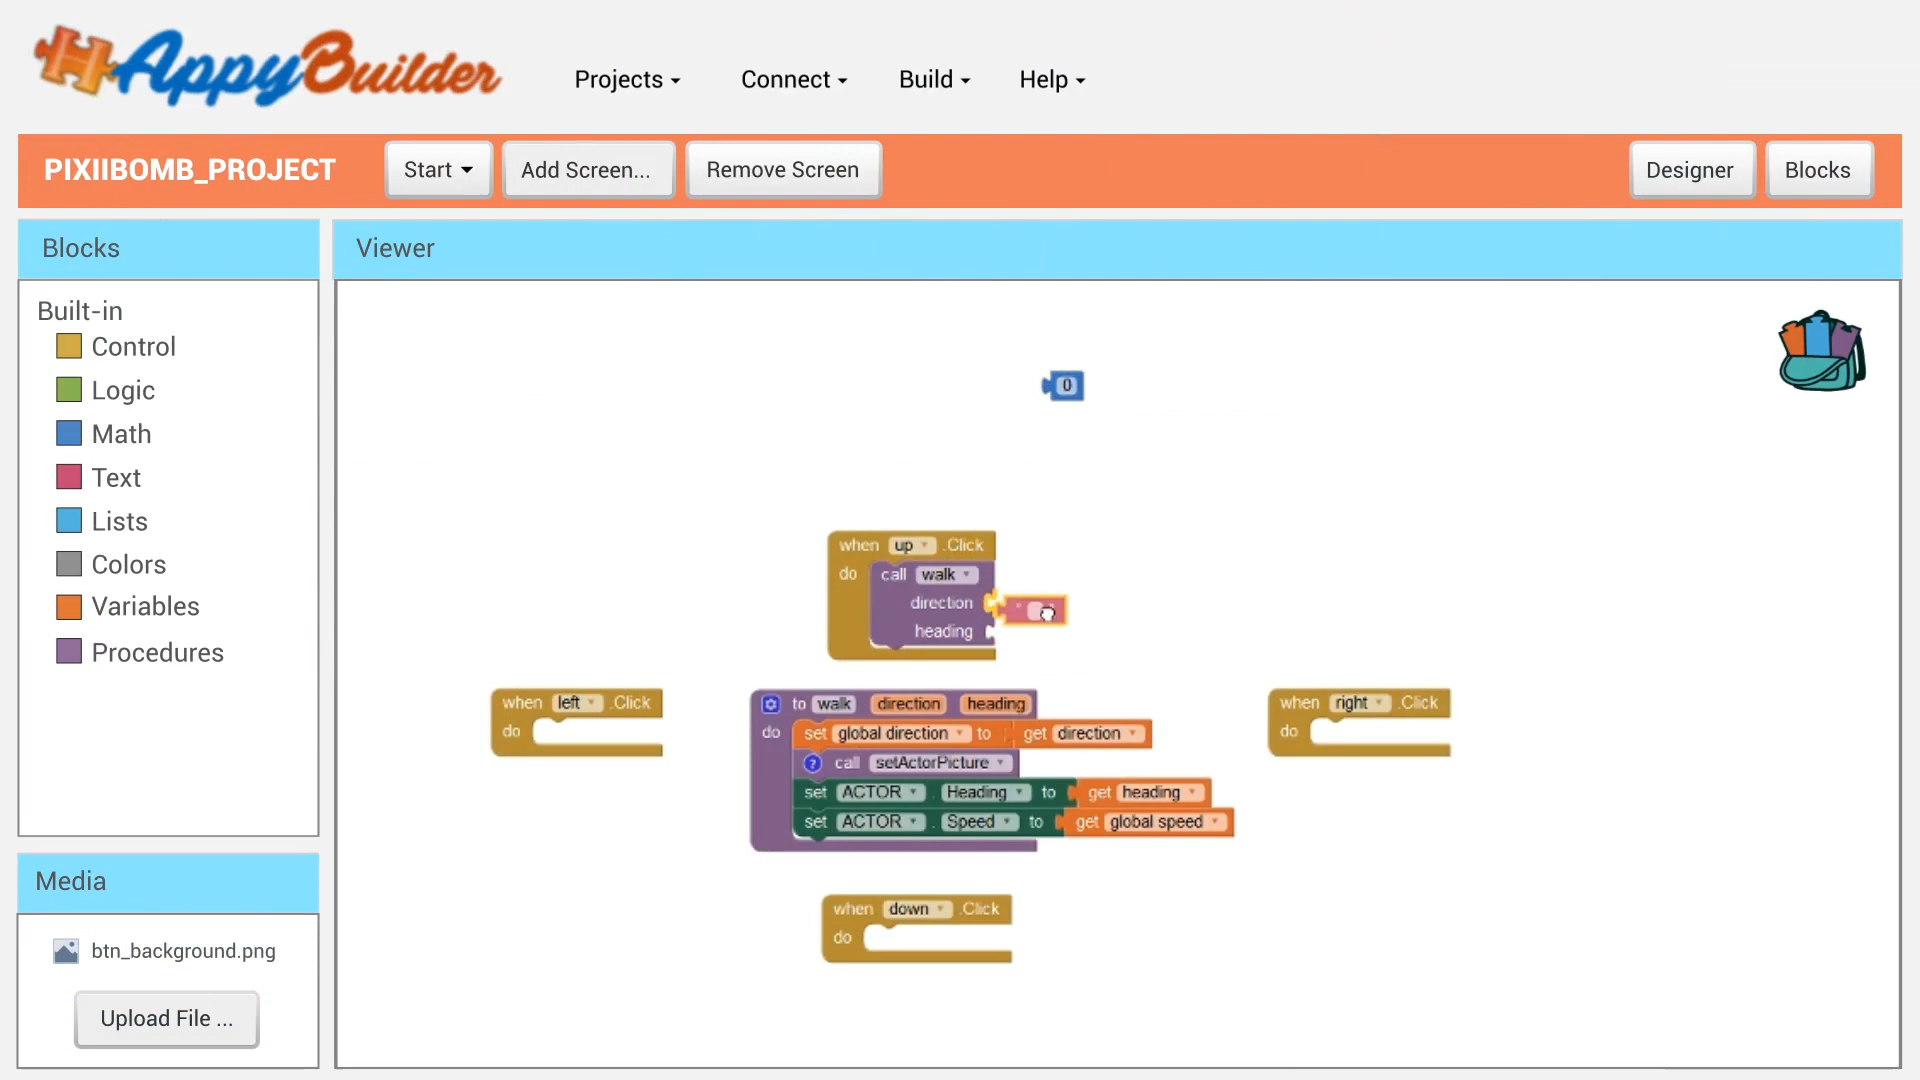 HAppyBuilder
Projects
Connect
Build
Help
PIXIIBOMB_PROJECT
Start
Add Screen...
Remove Screen
Designer
Blocks
Blocks
Viewer
Built-in
Control
Logic
Math
Text
Lists
Colors
Variables
Procedures
0
when up .Click
do call walk
direction
" "
heading
when left .Click
do
to walk direction heading
do set global direction to get direction
? call setActorPicture
set ACTOR . Heading to get heading
set ACTOR . Speed to get global speed
when right .Click
do
when down .Click
do
Media
btn_background.png
Upload File ...